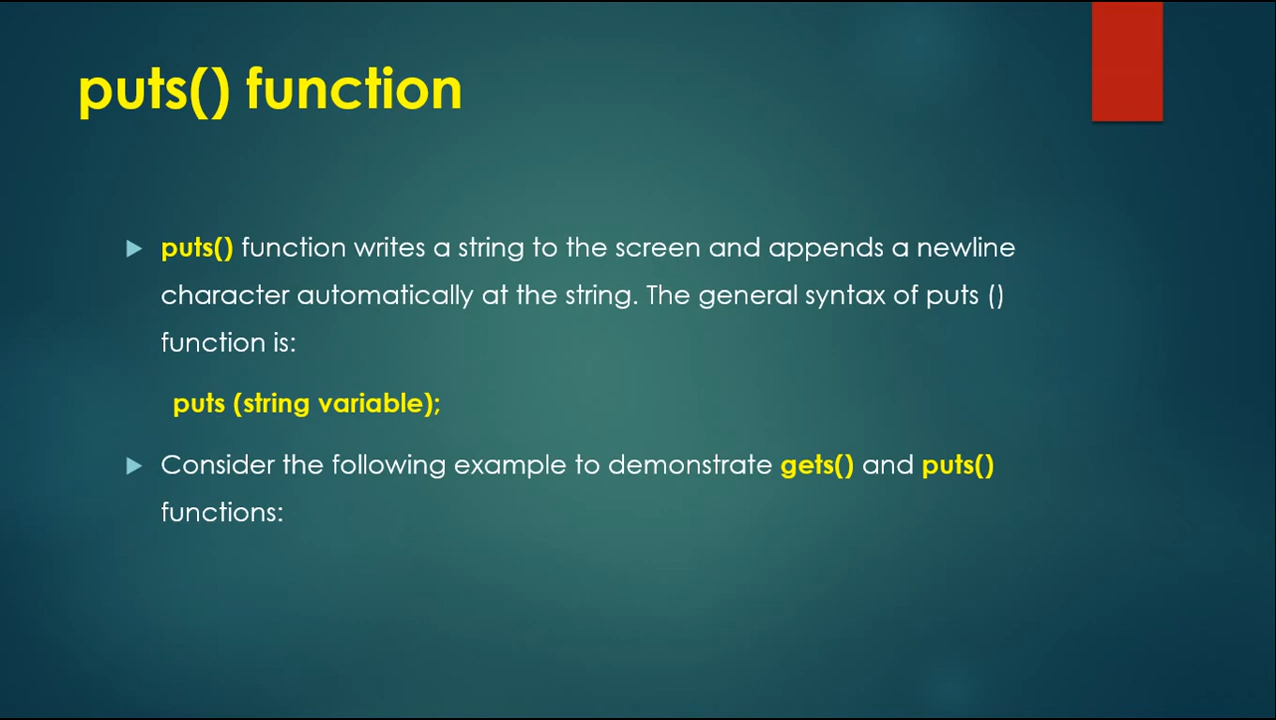 puts() function
puts() function writes a string to the screen and appends a newline
character automatically at the string. The general syntax of puts ()
function is:
puts (string variable);
Consider the following example to demonstrate gets() and puts()
functions: